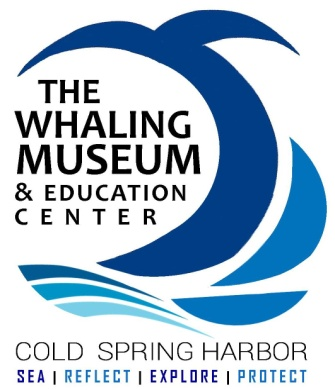 THE
WHALING
MUSEUM
& EDUCATION
CENTER
COLD SPRING HARBOR
SEA | REFLECT | EXPLORE | PROTECT